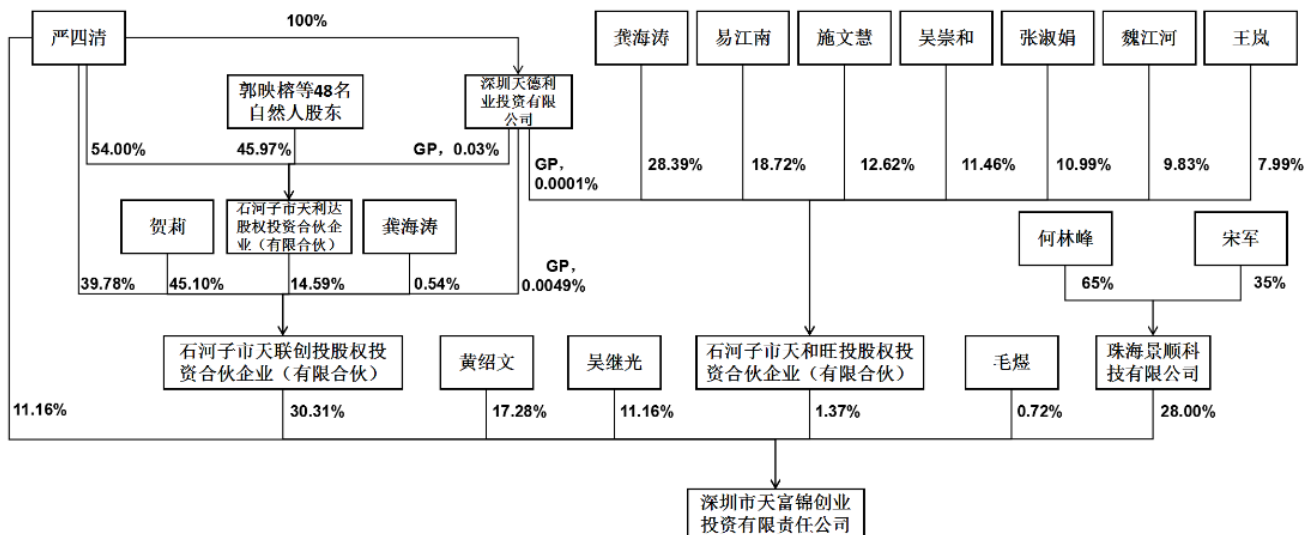 100%
严四清
龚海涛
易江南
施文慧
吴崇和
张淑娟
魏江河
王岚
郭映榕等48名
自然人股东
深圳天德利
业投资有限
公司
54.00%
45.97%
GP，0.03%
GP，
0.0001%
28.39%
18.72%
12.62%
11.46%
10.99%
9.83%
7.99%
贺莉
石河子市天利达
股权投资合伙企
业（有限合伙）
龚海涛
何林峰
宋军
39.78%
45.10%
14.59%
0.54%
GP，
0.0049%
65%
35%
石河子市天联创投股权投
资合伙企业（有限合伙）
黄绍文
吴继光
石河子市天和旺投股权投
资合伙企业（有限合伙）
毛煜
珠海景顺科
技有限公司
11.16%
30.31%
17.28%
11.16%
1.37%
0.72%
28.00%
深圳市天富锦创业
投资有限责任公司